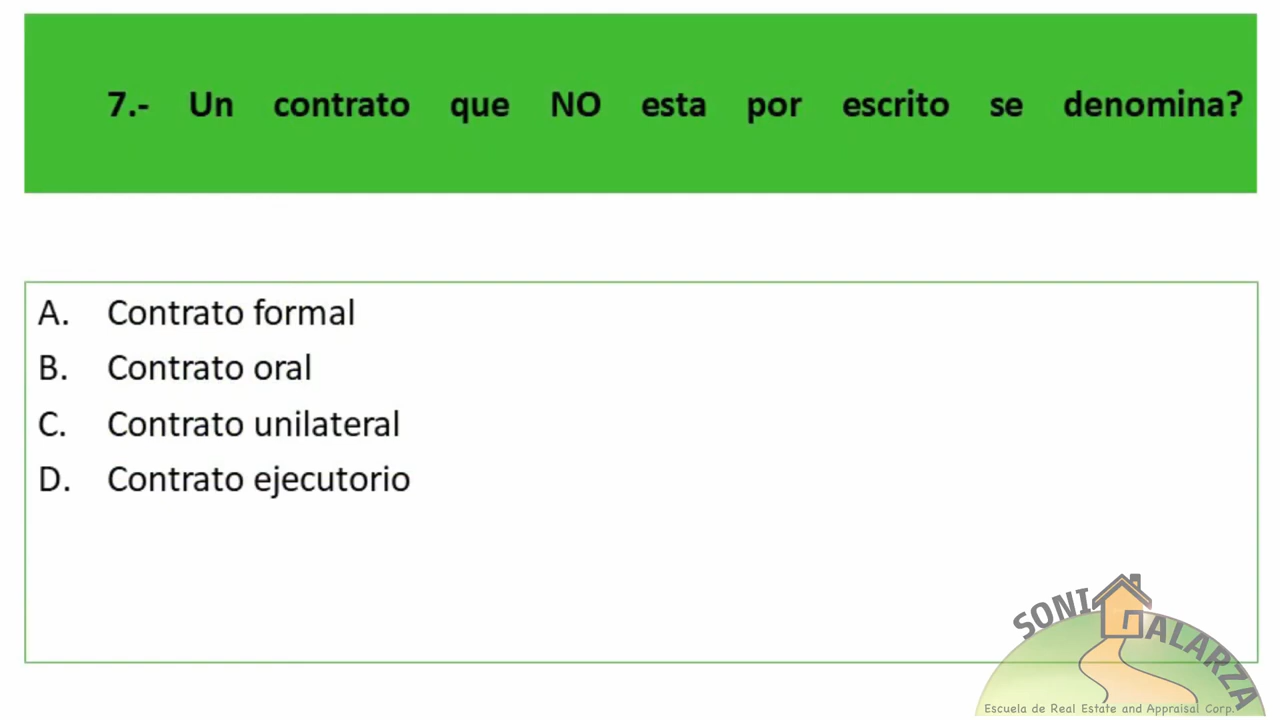 7.- Un contrato que NO esta por escrito se denomina?
A. Contrato formal
B. Contrato oral
C. Contrato unilateral
D. Contrato ejecutorio
SONIA GALARZA
Escuela de Real Estate and Appraisal Corp.